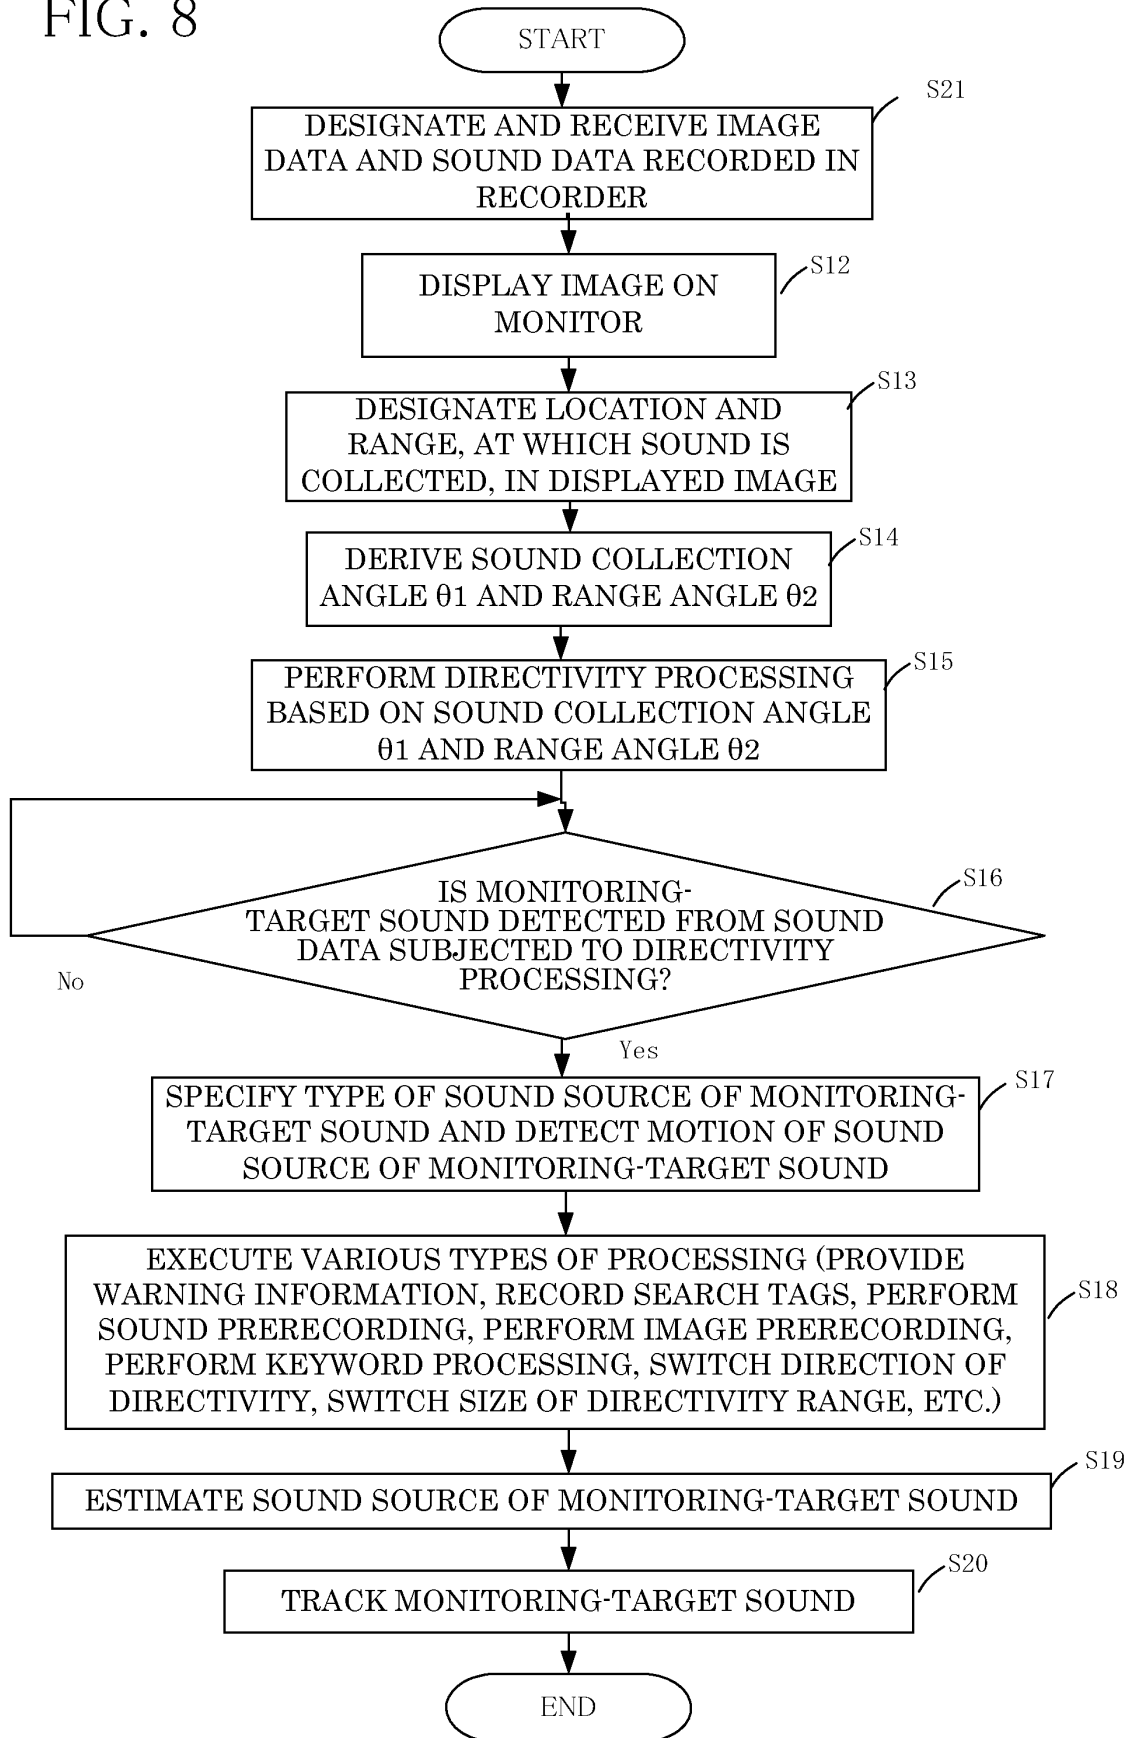 FIG. 8
START
S21
DESIGNATE AND RECEIVE IMAGE
DATA AND SOUND DATA RECORDED IN
RECORDER
S12
DISPLAY IMAGE ON
MONITOR
S13
DESIGNATE LOCATION AND
RANGE, AT WHICH SOUND IS
COLLECTED, IN DISPLAYED IMAGE
S14
DERIVE SOUND COLLECTION
ANGLE θ1 AND RANGE ANGLE θ2
S15
PERFORM DIRECTIVITY PROCESSING
BASED ON SOUND COLLECTION ANGLE
θ1 AND RANGE ANGLE θ2
S16
IS MONITORING-
TARGET SOUND DETECTED FROM SOUND
DATA SUBJECTED TO DIRECTIVITY
PROCESSING?
No
Yes
S17
SPECIFY TYPE OF SOUND SOURCE OF MONITORING-
TARGET SOUND AND DETECT MOTION OF SOUND
SOURCE OF MONITORING-TARGET SOUND
S18
EXECUTE VARIOUS TYPES OF PROCESSING (PROVIDE
WARNING INFORMATION, RECORD SEARCH TAGS, PERFORM
SOUND PRERECORDING, PERFORM IMAGE PRERECORDING,
PERFORM KEYWORD PROCESSING, SWITCH DIRECTION OF
DIRECTIVITY, SWITCH SIZE OF DIRECTIVITY RANGE, ETC.)
S19
ESTIMATE SOUND SOURCE OF MONITORING-TARGET SOUND
S20
TRACK MONITORING-TARGET SOUND
END